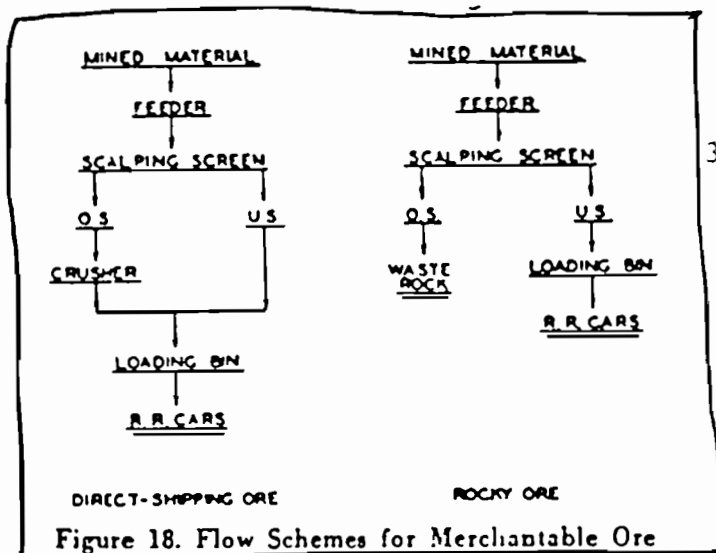 MINED MATERIAL
FEEDER
SCALPING SCREEN
O.S.
U.S.
CRUSHER
LOADING BIN
R.R. CARS
DIRECT-SHIPPING ORE
MINED MATERIAL
FEEDER
SCALPING SCREEN
O.S.
U.S.
WASTE
ROCK
LOADING BIN
R.R. CARS
ROCKY ORE
3
Figure 18. Flow Schemes for Merchantable Ore